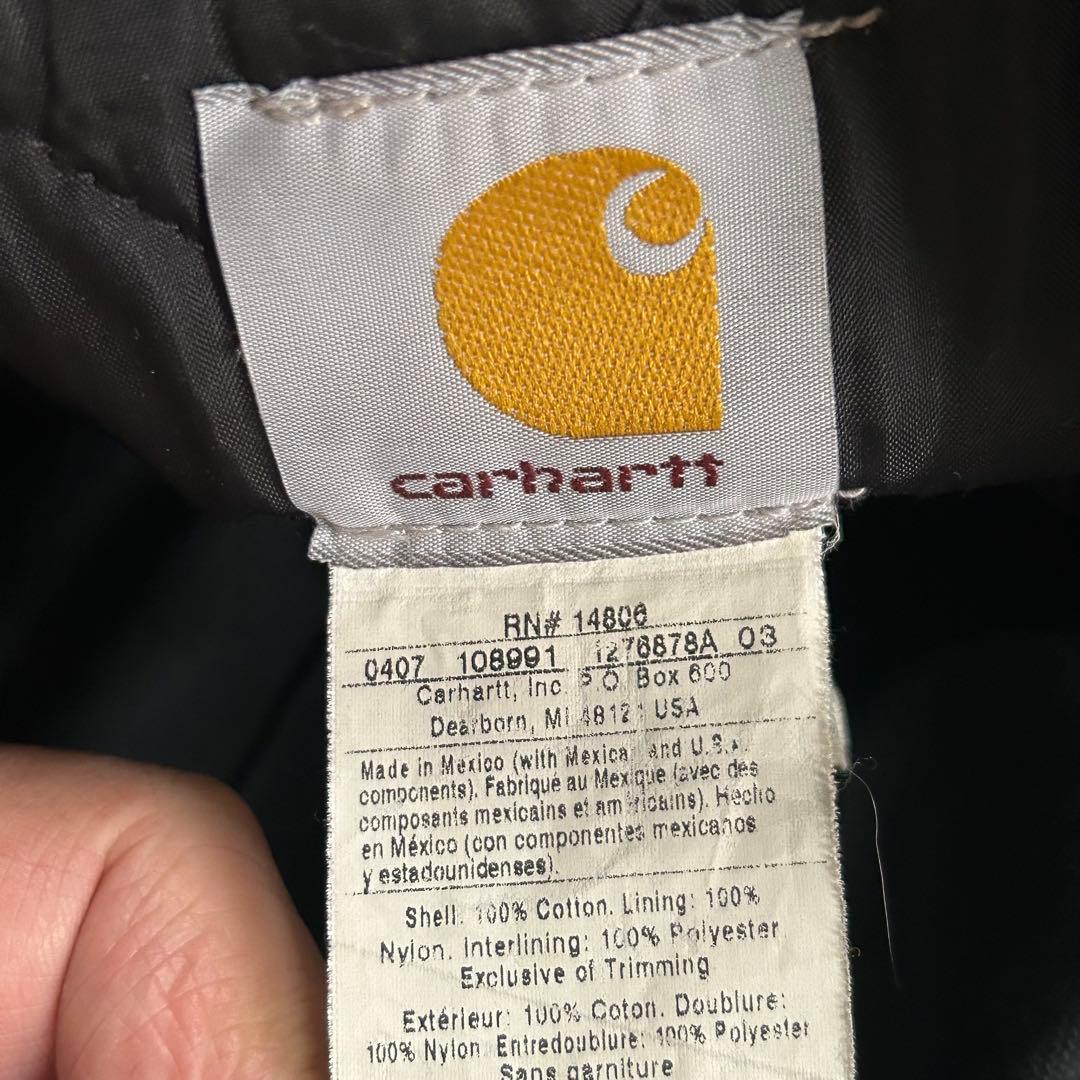 carhartt
RN# 14806
0407 108991 1276878A 03
Carhartt, Inc. P.O Box 600
Dearborn, MI 48121 USA
Made in Mexico (with Mexican and U.S.A.
components). Fabriqué au Mexique (avec des
composants mexicains et américains). Hecho
en México (con componentes mexicanos
y estadounidenses).
Shell: 100% Cotton. Lining: 100%
Nylon. Interlining: 100% Polyester
Exclusive of Trimming
Extérieur: 100% Coton. Doublure:
100% Nylon. Entredoublure: 100% Polyester
Sans garniture